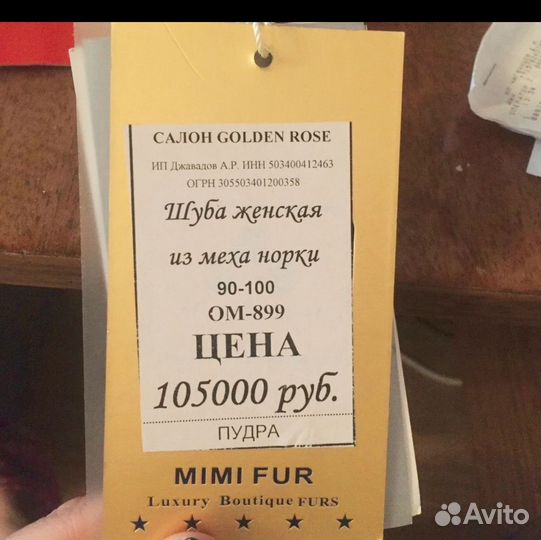 САЛОН GOLDEN ROSE
ИП Джавадов А.Р. ИНН 503400412463
ОГРН 305503401200358
Шуба женская
из меха норки
90-100
ОМ-899
ЦЕНА
105000 руб.
ПУДРА
MIMI FUR
Luxury Boutique FURS
Avito